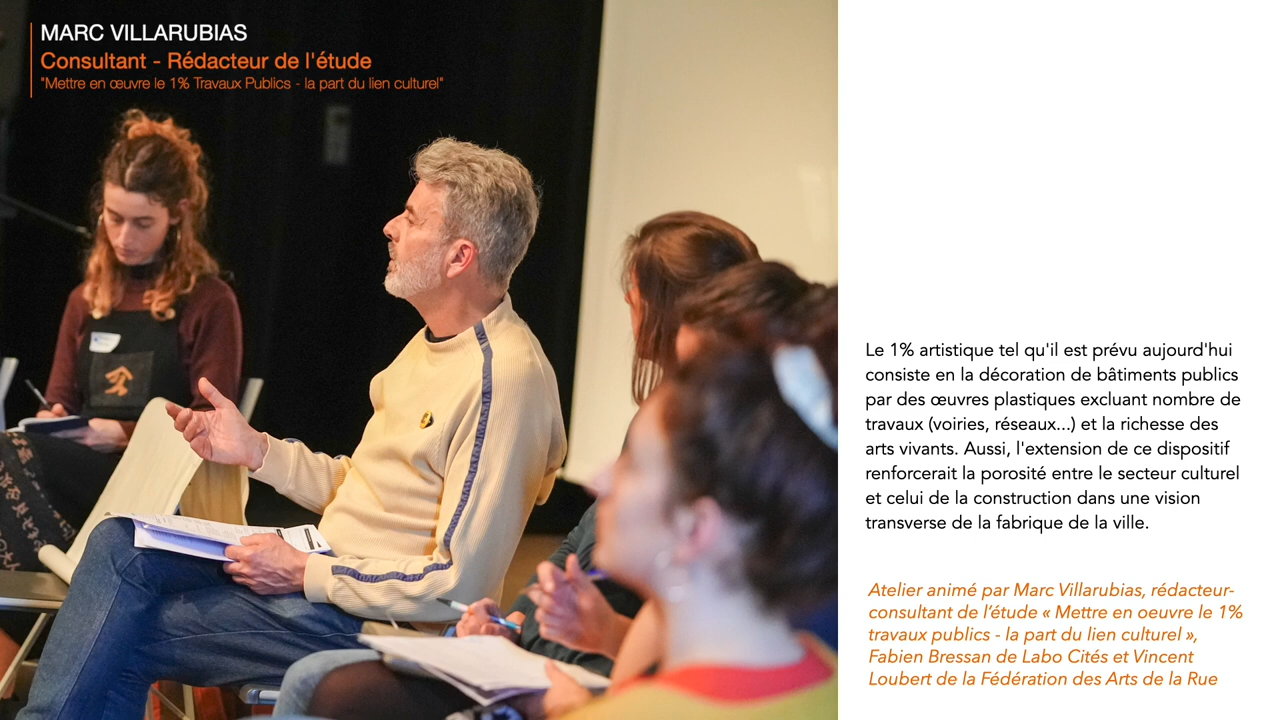 MARC VILLARUBIAS
Consultant - Rédacteur de l'étude
"Mettre en œuvre le 1% Travaux Publics - la part du lien culturel"
Le 1% artistique tel qu'il est prévu aujourd'hui
consiste en la décoration de bâtiments publics
par des œuvres plastiques excluant nombre de
travaux (voiries, réseaux...) et la richesse des
arts vivants. Aussi, l'extension de ce dispositif
renforcerait la porosité entre le secteur culturel
et celui de la construction dans une vision
transverse de la fabrique de la ville.
Atelier animé par Marc Villarubias, rédacteur-
consultant de l’étude « Mettre en oeuvre le 1%
travaux publics - la part du lien culturel »,
Fabien Bressan de Labo Cités et Vincent
Loubert de la Fédération des Arts de la Rue